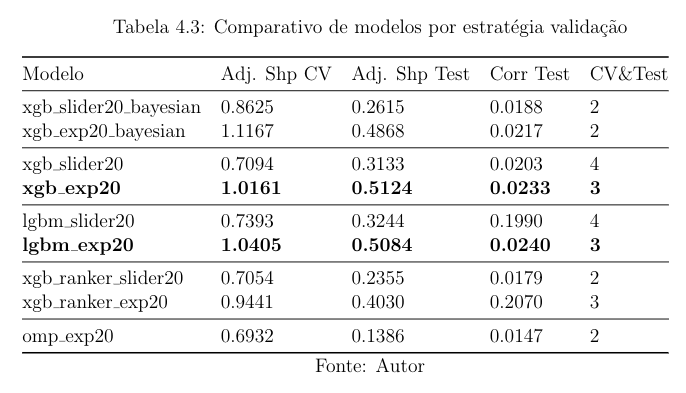 Tabela 4.3: Comparativo de modelos por estratégia validação
Modelo Adj. Shp CV Adj. Shp Test Corr Test CV&Test
xgb_slider20_bayesian 0.8625 0.2615 0.0188 2
xgb_exp20_bayesian 1.1167 0.4868 0.0217 2
xgb_slider20 0.7094 0.3133 0.0203 4
xgb_exp20 1.0161 0.5124 0.0233 3
lgbm_slider20 0.7393 0.3244 0.1990 4
lgbm_exp20 1.0405 0.5084 0.0240 3
xgb_ranker_slider20 0.7054 0.2355 0.0179 2
xgb_ranker_exp20 0.9441 0.4030 0.2070 3
omp_exp20 0.6932 0.1386 0.0147 2
Fonte: Autor